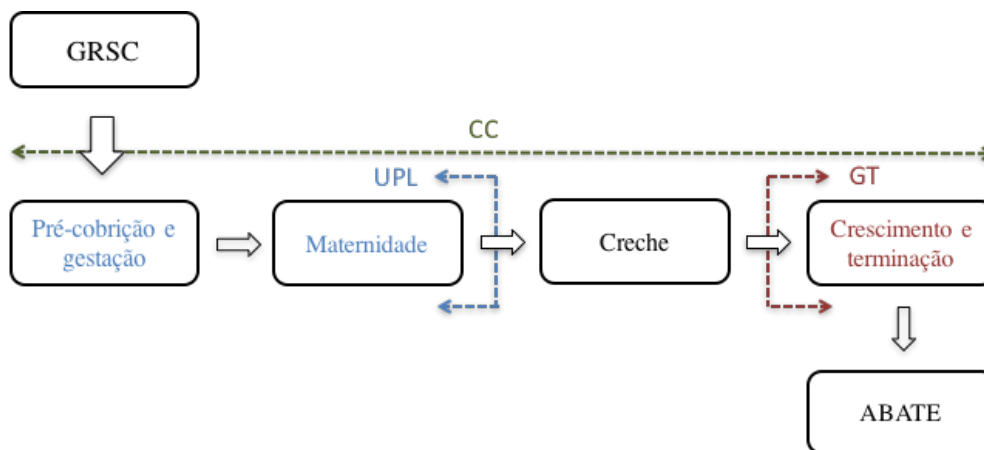 GRSC
CC
UPL
GT
Pré-cobrição e
gestação
Maternidade
Creche
Crescimento e
terminação
ABATE